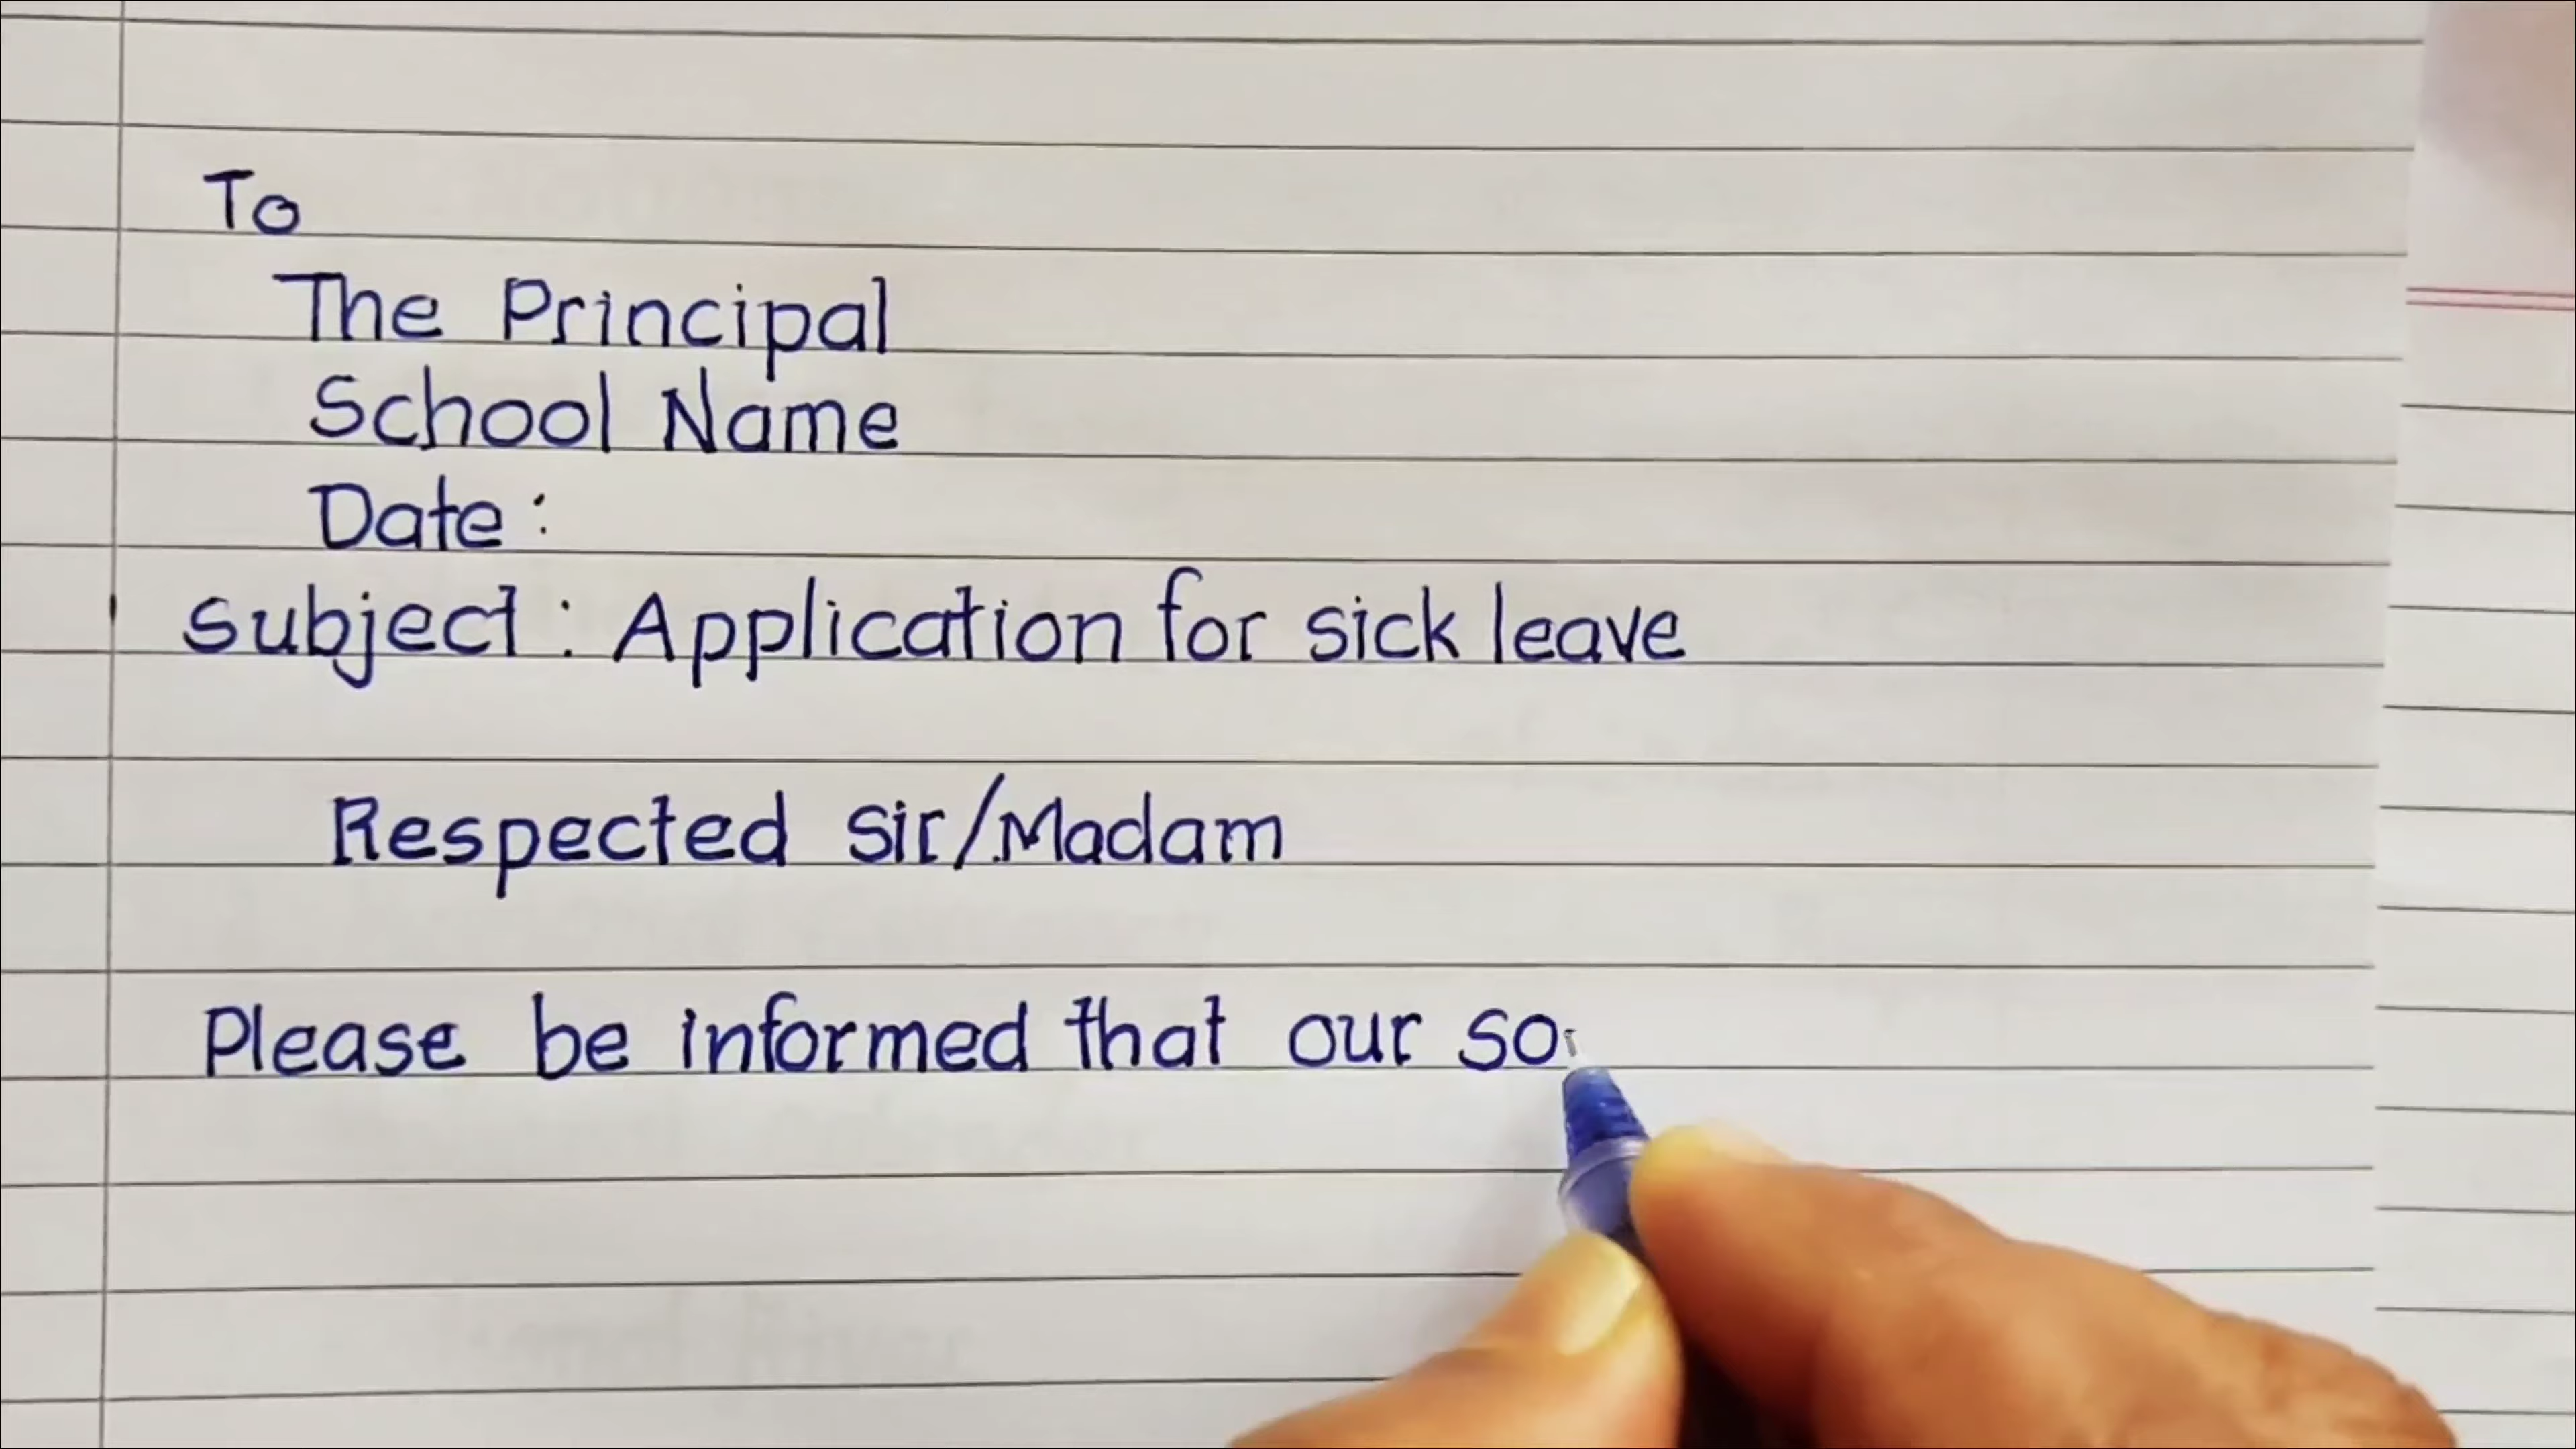 To
The Principal
School Name
Date :
subject : Application for sick leave
Respected sir/Madam
Please be informed that our so